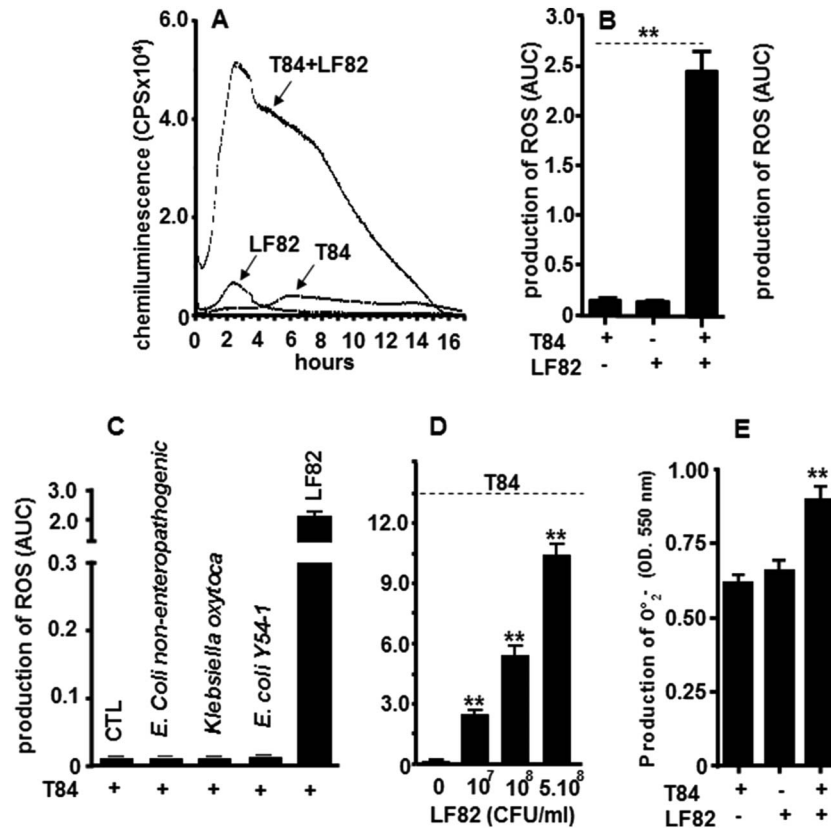 A
chemiluminescence (CPSx10⁴)
6.0
4.0
2.0
0
T84+LF82
LF82
T84
0 2 4 6 8 10 12 14 16
hours
B
production of ROS (AUC)
3.0
2.5
2.0
1.5
1.0
0.5
0
**
T84 + - +
LF82 - + +
production of ROS (AUC)
C
production of ROS (AUC)
3.0
2.0
0.3
0.2
0.1
0
CTL
E. Coli non-enteropathogenic
Klebsiella oxytoca
E. coli Y54-1
LF82
T84 + + + + +
D
T84
12.0
9.0
6.0
3.0
0
**
**
**
0 10⁷ 10⁸ 5.10⁸
LF82 (CFU/ml)
E
Production of O°₂- (OD. 550 nm)
1.00
0.75
0.50
0.25
0
**
T84 + - +
LF82 - + +